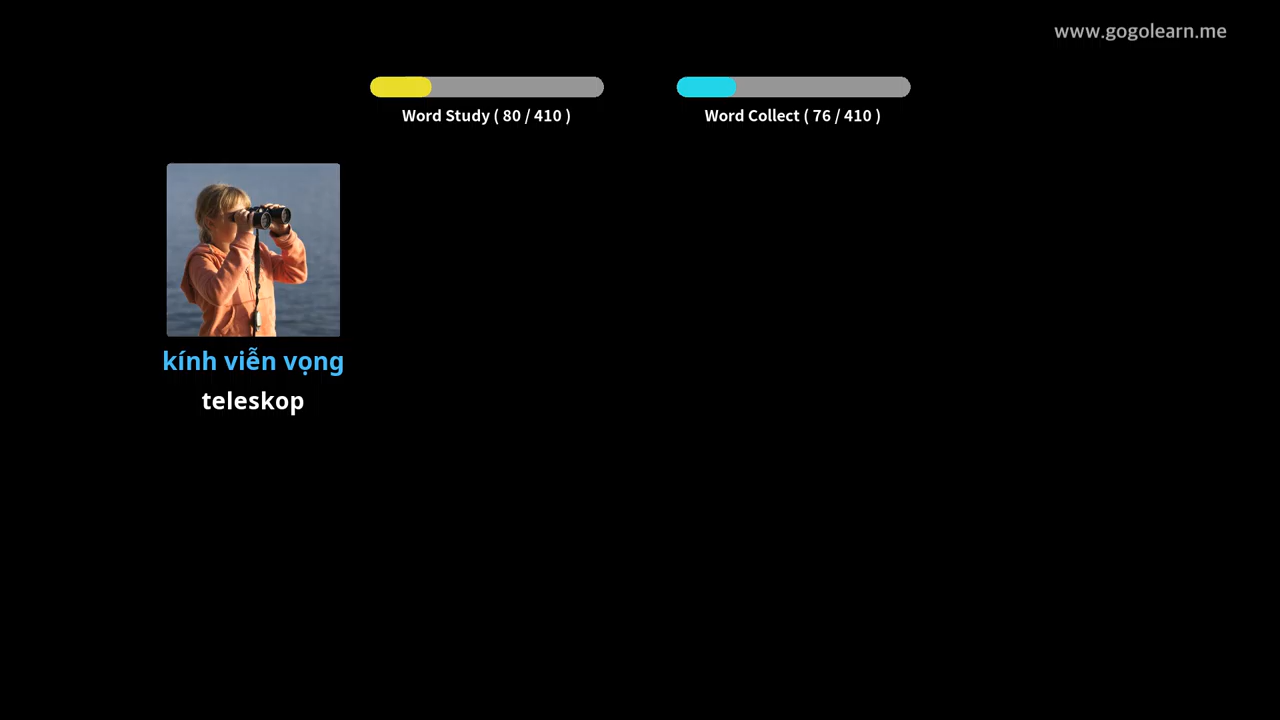 www.gogolearn.me
Word Study ( 80 / 410 )
Word Collect ( 76 / 410 )
kính viễn vọng
teleskop